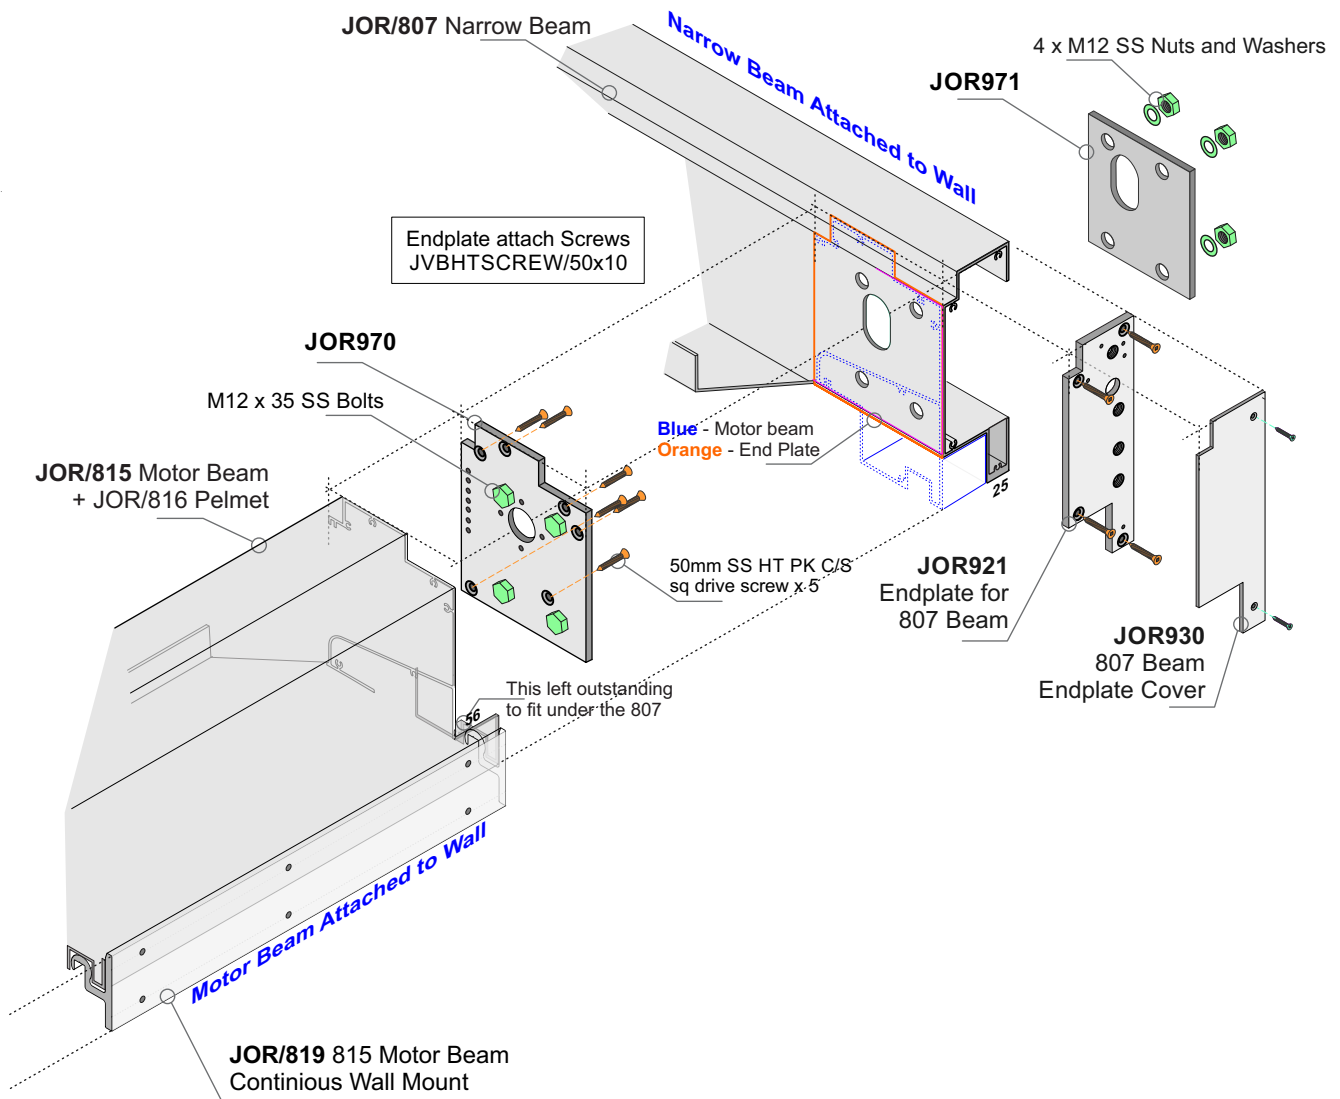 JOR/807 Narrow Beam
Narrow Beam Attached to Wall
4 x M12 SS Nuts and Washers
JOR971
Endplate attach Screws
JVBHTSCREW/50x10
JOR970
M12 x 35 SS Bolts
JOR/815 Motor Beam
+ JOR/816 Pelmet
Blue - Motor beam
Orange - End Plate
25
50mm SS HT PK C/S
sq drive screw x 5
JOR921
Endplate for
807 Beam
JOR930
807 Beam
Endplate Cover
This left outstanding
to fit under the 807
56
Motor Beam Attached to Wall
JOR/819 815 Motor Beam
Continious Wall Mount